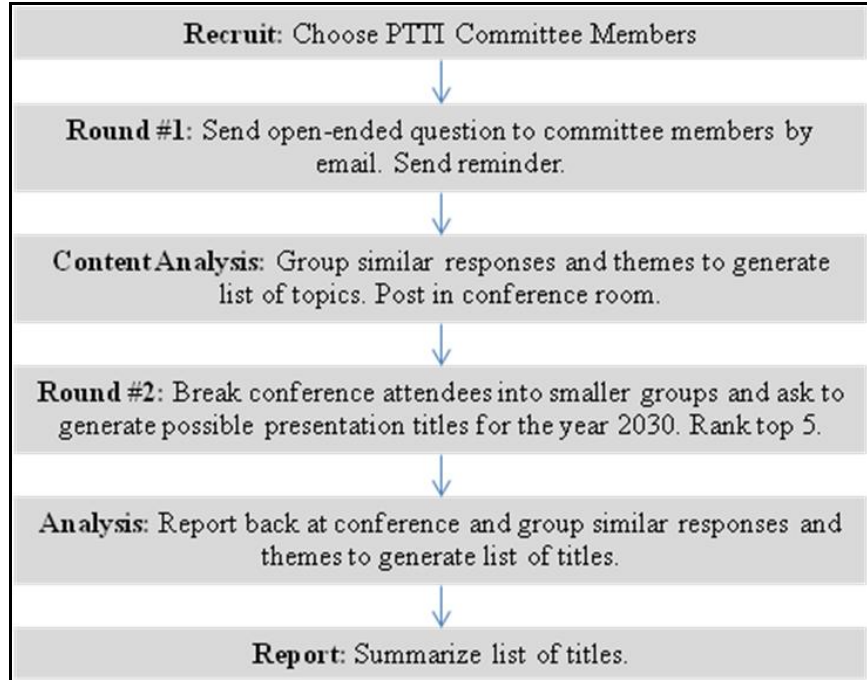 Recruit: Choose PTTI Committee Members
Round #1: Send open-ended question to committee members by
email. Send reminder.
Content Analysis: Group similar responses and themes to generate
list of topics. Post in conference room.
Round #2: Break conference attendees into smaller groups and ask to
generate possible presentation titles for the year 2030. Rank top 5.
Analysis: Report back at conference and group similar responses and
themes to generate list of titles.
Report: Summarize list of titles.